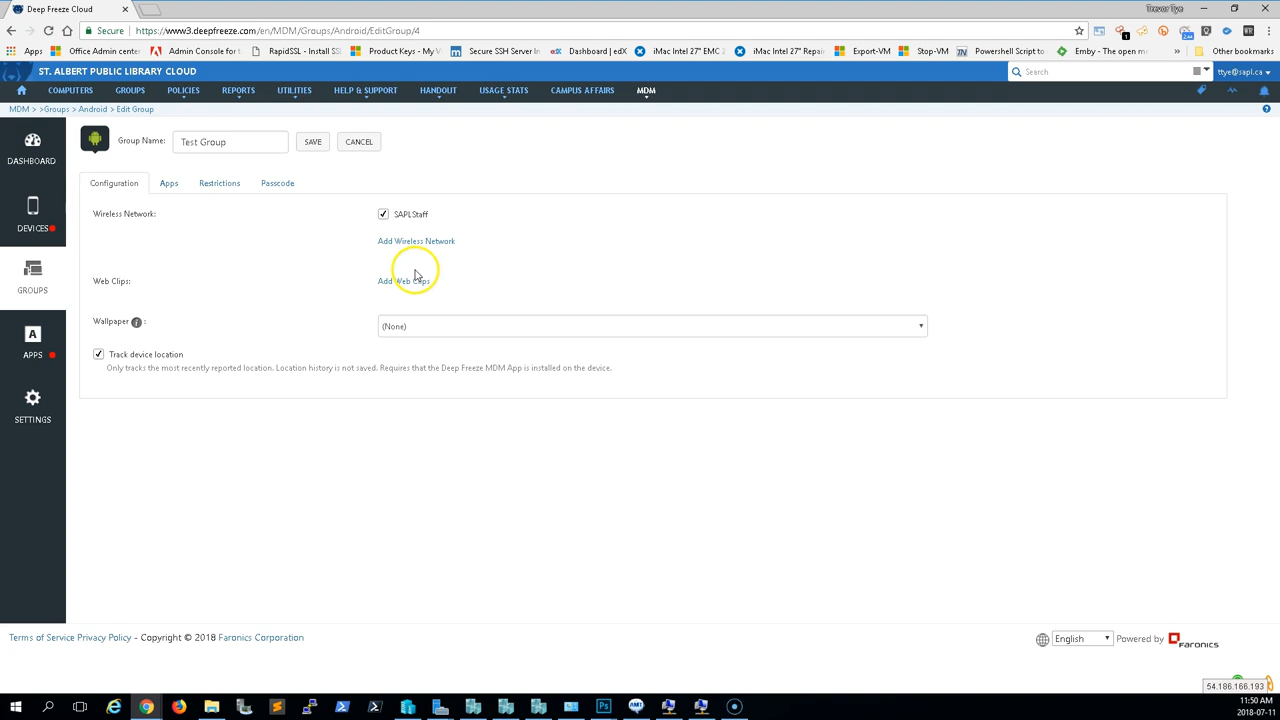 Deep Freeze Cloud
Trevor Tye
Secure https://www3.deepfreeze.com/en/MDM/Groups/Android/EditGroup/4
Apps Office Admin center Admin Console for t RapidSSL - Install SS Product Keys - My V Secure SSH Server In Dashboard | edX iMac Intel 27" EMC 2 iMac Intel 27" Repair Export-VM Stop-VM Powershell Script to Emby - The open m » Other bookmarks
ST. ALBERT PUBLIC LIBRARY CLOUD Search ttye@sapl.ca
COMPUTERS GROUPS POLICIES REPORTS UTILITIES HELP & SUPPORT HANDOUT USAGE STATS CAMPUS AFFAIRS MDM
MDM > >Groups > Android > Edit Group
DASHBOARD
DEVICES
GROUPS
APPS
SETTINGS
Group Name: Test Group SAVE CANCEL
Configuration Apps Restrictions Passcode
Wireless Network: SAPLStaff
Add Wireless Network
Web Clips: Add Web Clips
Wallpaper i : (None)
Track device location
Only tracks the most recently reported location. Location history is not saved. Requires that the Deep Freeze MDM App is installed on the device.
Terms of Service Privacy Policy - Copyright © 2018 Faronics Corporation
English Powered by Faronics
54.186.166.193
11:50 AM
2018-07-11